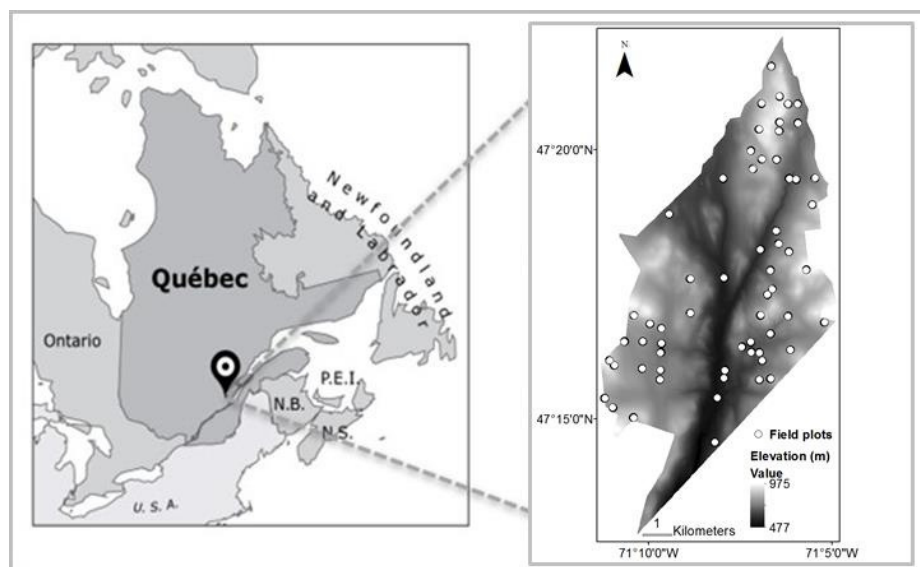 Newfoundland
and Labrador
Québec
Ontario
P.E.I.
N.B.
N.S.
U.S.A.
N
47°20'0"N
47°15'0"N
Field plots
Elevation (m)
Value
975
477
1
Kilometers
71°10'0"W
71°5'0"W